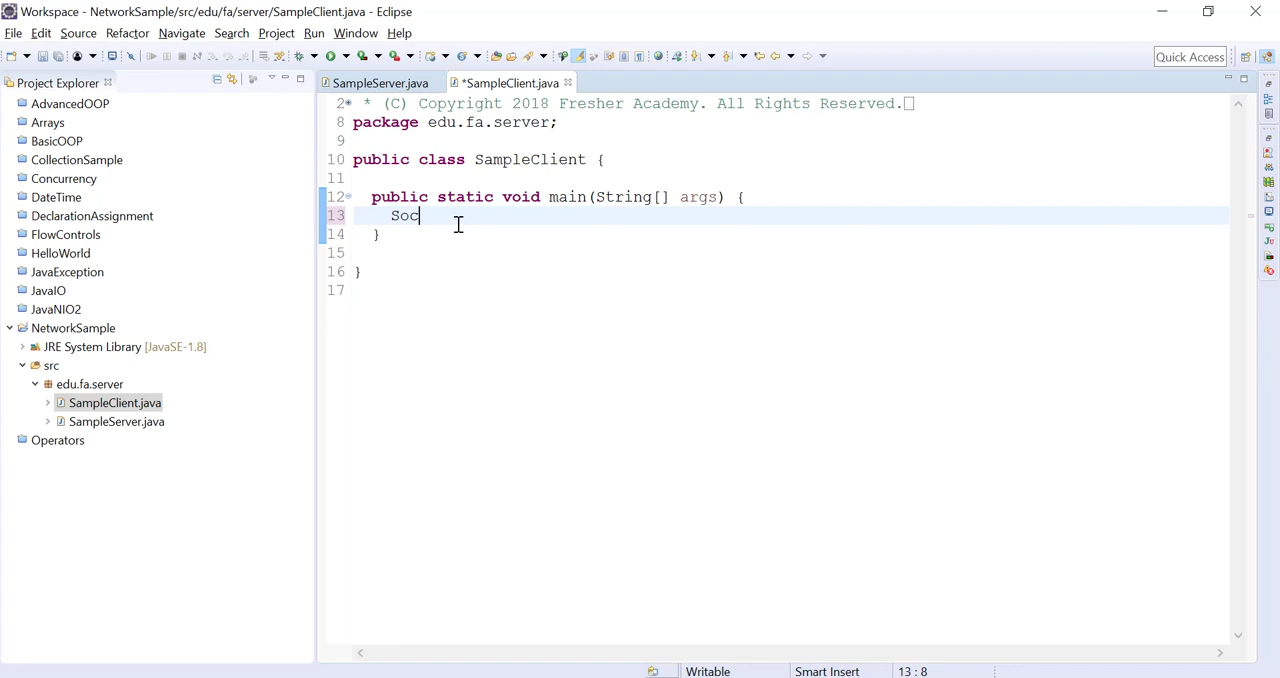 Workspace - NetworkSample/src/edu/fa/server/SampleClient.java - Eclipse
File Edit Source Refactor Navigate Search Project Run Window Help
Quick Access
Project Explorer
SampleServer.java
*SampleClient.java
AdvancedOOP
Arrays
BasicOOP
CollectionSample
Concurrency
DateTime
DeclarationAssignment
FlowControls
HelloWorld
JavaException
JavaIO
JavaNIO2
NetworkSample
JRE System Library [JavaSE-1.8]
src
edu.fa.server
SampleClient.java
SampleServer.java
Operators
2 * (C) Copyright 2018 Fresher Academy. All Rights Reserved.
8 package edu.fa.server;
9
10 public class SampleClient {
11
12 public static void main(String[] args) {
13 Soc
14 }
15
16 }
17
Writable Smart Insert 13 : 8